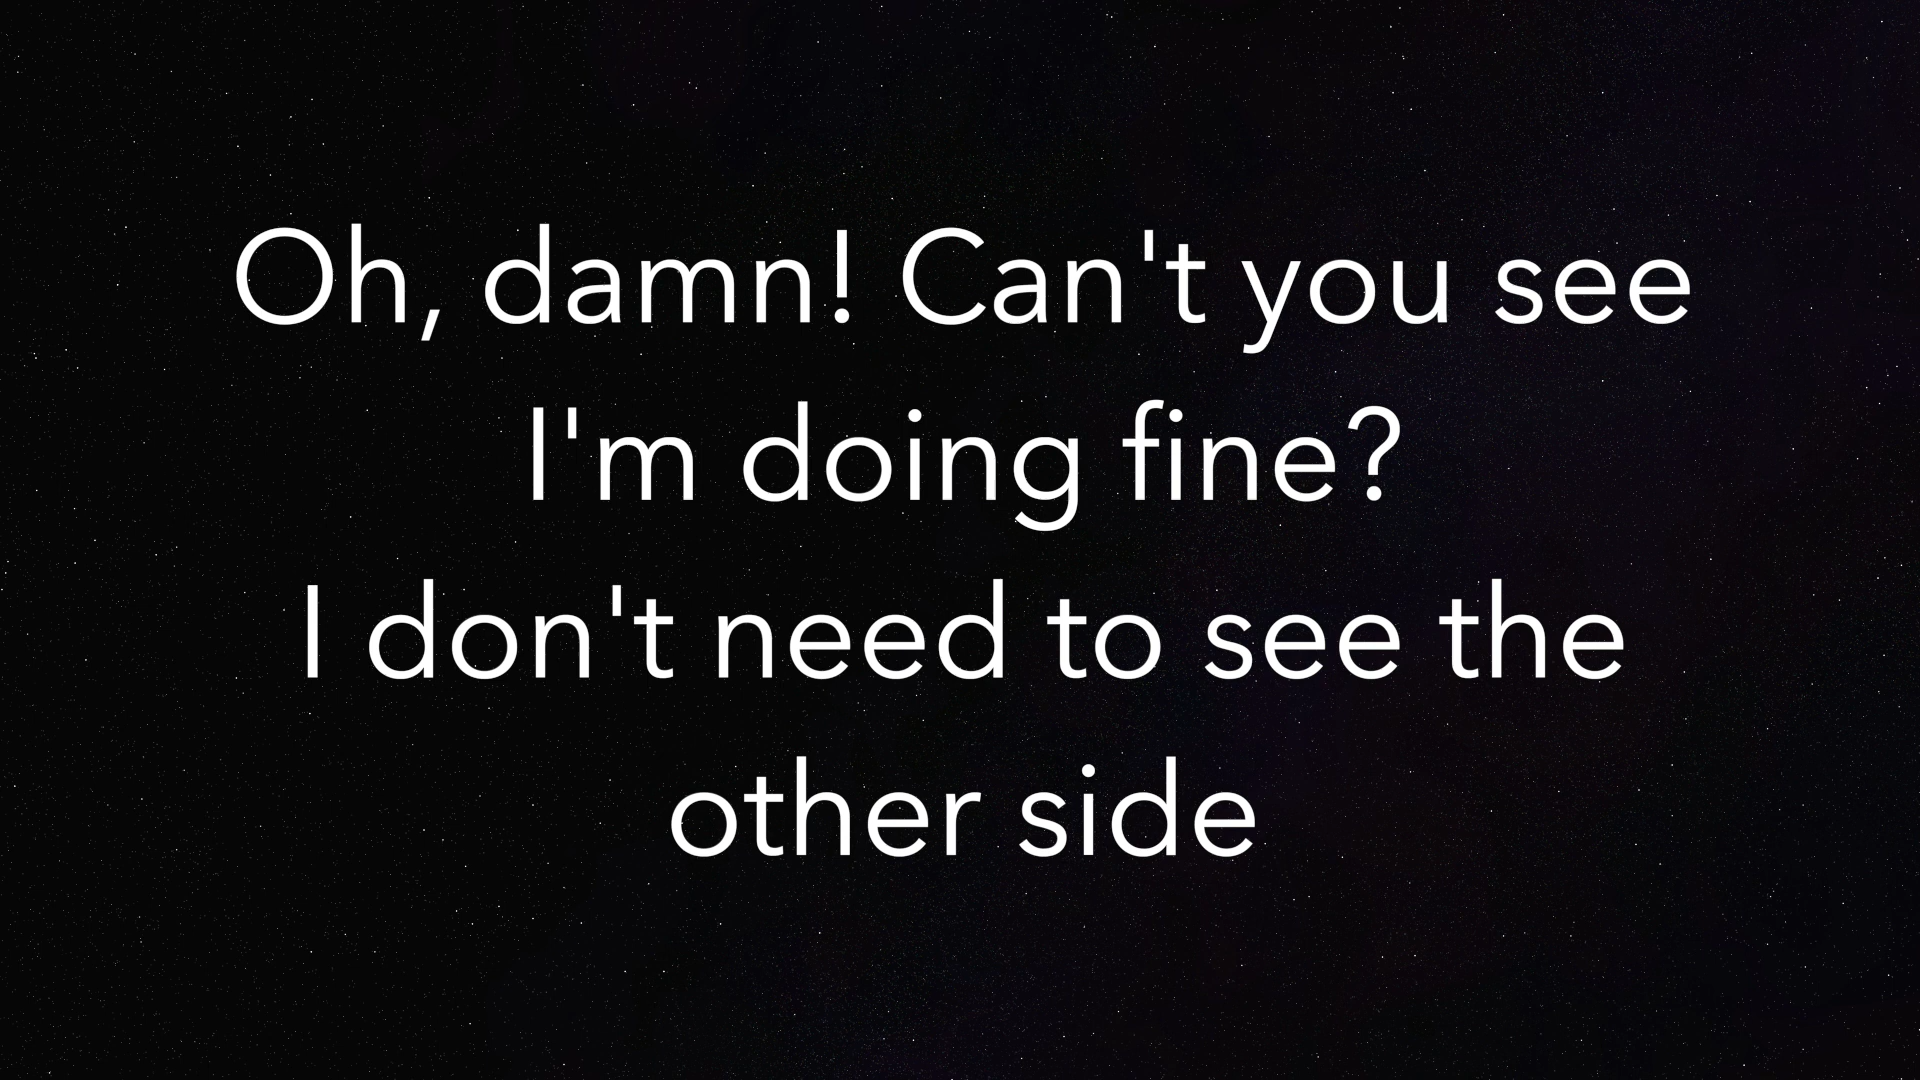 Oh, damn! Can't you see
I'm doing fine?
I don't need to see the
other side